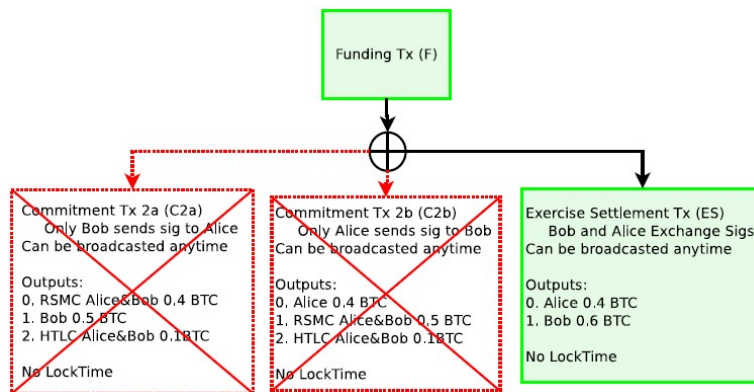 Funding Tx (F)
Commitment Tx 2a (C2a)
Only Bob sends sig to Alice
Can be broadcasted anytime
Outputs:
0. RSMC Alice&Bob 0.4 BTC
1. Bob 0.5 BTC
2. HTLC Alice&Bob 0.1BTC
No LockTime
Commitment Tx 2b (C2b)
Only Alice sends sig to Bob
Can be broadcasted anytime
Outputs:
0. Alice 0.4 BTC
1. RSMC Alice&Bob 0.5 BTC
2. HTLC Alice&Bob 0.1BTC
No LockTime
Exercise Settlement Tx (ES)
Bob and Alice Exchange Sigs
Can be broadcasted anytime
Outputs:
0. Alice 0.4 BTC
1. Bob 0.6 BTC
No LockTime